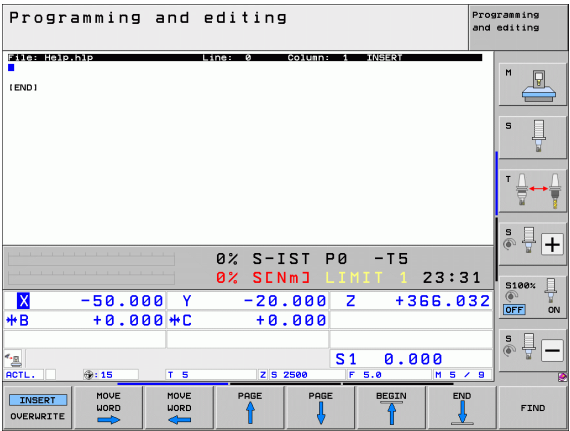 Programming and editing
Programming
and editing
File: Help.hlp Line: 0 Column: 1 INSERT
[END]
M
S
T
S
S100%
OFF ON
S
0% S-IST P0 -T5
0% S[Nm] LIMIT 1 23:31
X -50.000 Y -20.000 Z +366.032
B +0.000 C +0.000
S1 0.000
ACTL. :15 T 5 Z S 2500 F 5.0 M 5 / 9
INSERT
OVERWRITE
MOVE
WORD
MOVE
WORD
PAGE
PAGE
BEGIN
END
FIND